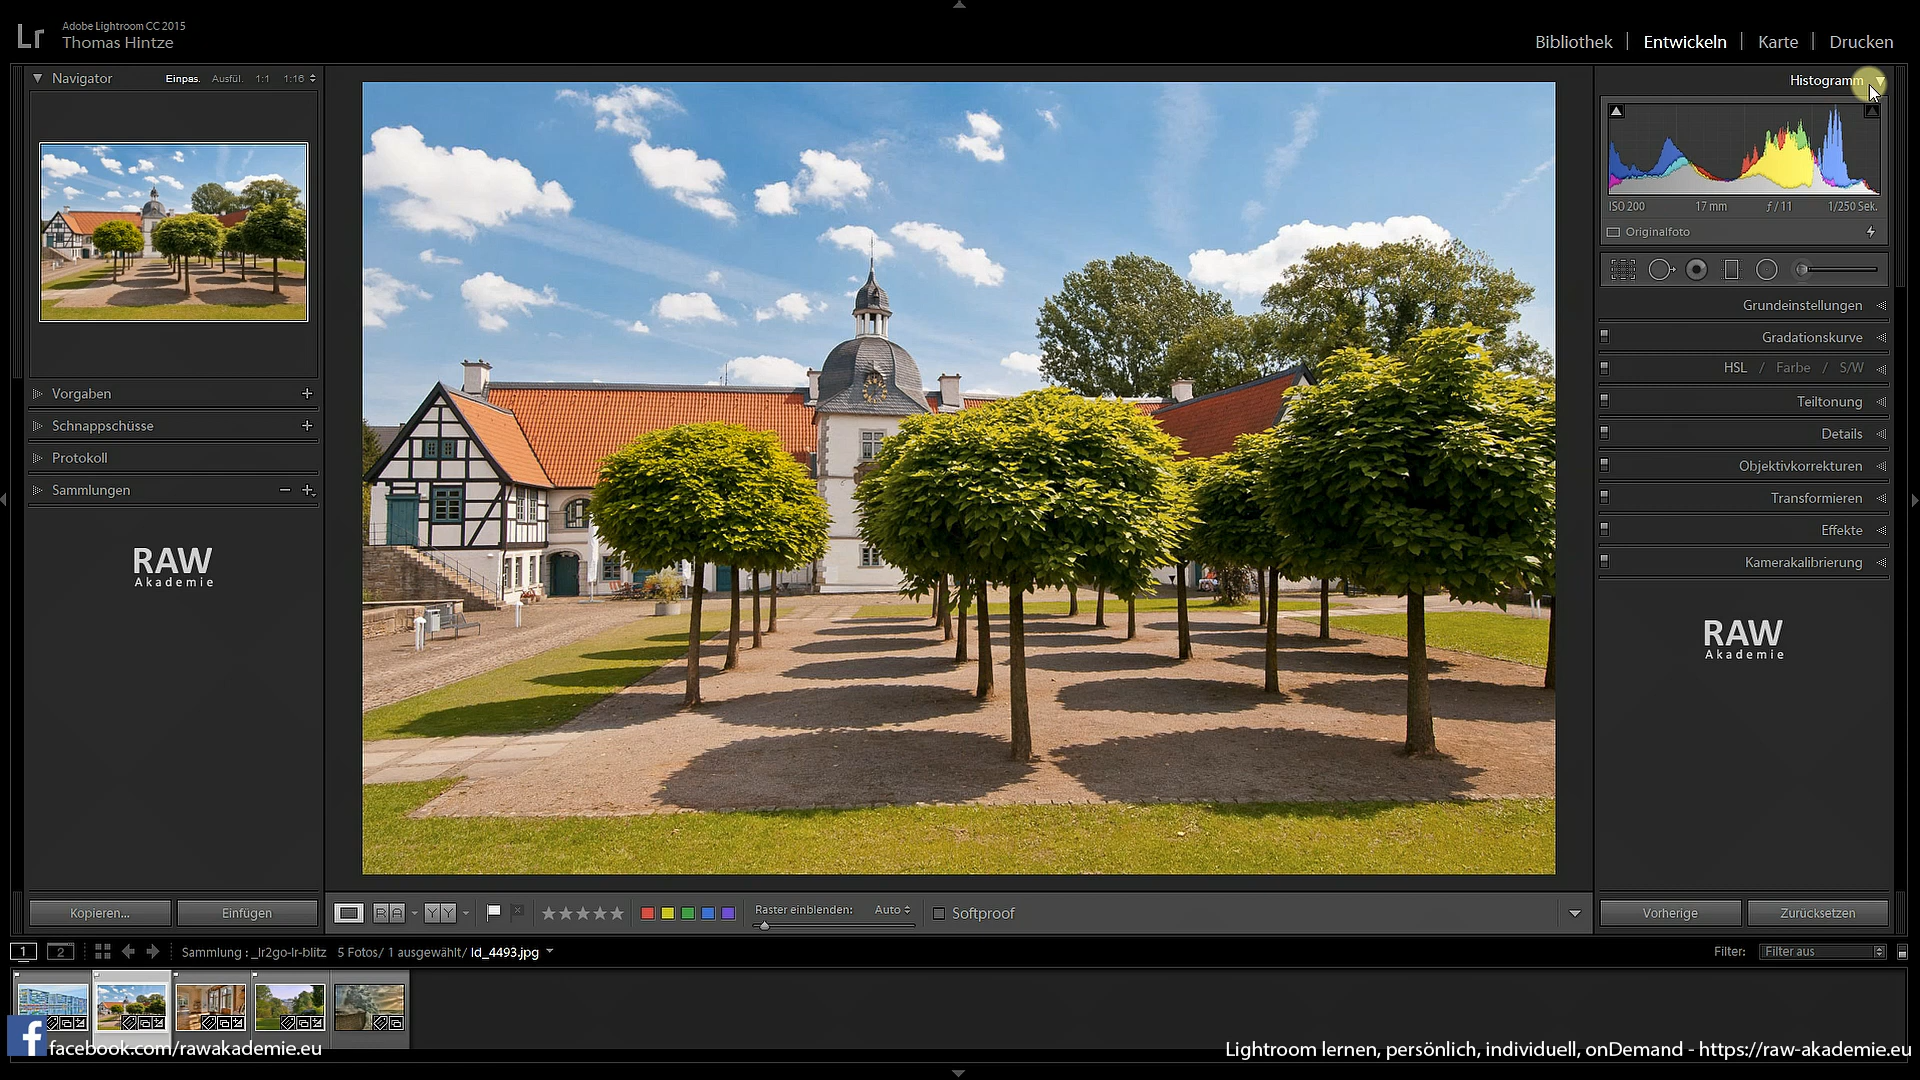 Lr
Adobe Lightroom CC 2015
Thomas Hintze
Bibliothek | Entwickeln | Karte | Drucken
Navigator Einpas. Ausfül. 1:1 1:16
Histogramm
ISO 200 17 mm ƒ / 11 1/250 Sek.
Originalfoto
Grundeinstellungen
Gradationskurve
HSL / Farbe / S/W
Teiltonung
Details
Objektivkorrekturen
Transformieren
Effekte
Kamerakalibrierung
Vorgaben
Schnappschüsse
Protokoll
Sammlungen
RAW
Akademie
RAW
Akademie
Kopieren... Einfügen
R A Y Y Raster einblenden: Auto Softproof
Vorherige Zurücksetzen
1 2 Sammlung : _lr2go-lr-blitz 5 Fotos/ 1 ausgewählt/ ld_4493.jpg
Filter: Filter aus
f facebook.com/rawakademie.eu
Lightroom lernen, persönlich, individuell, onDemand - https://raw-akademie.eu